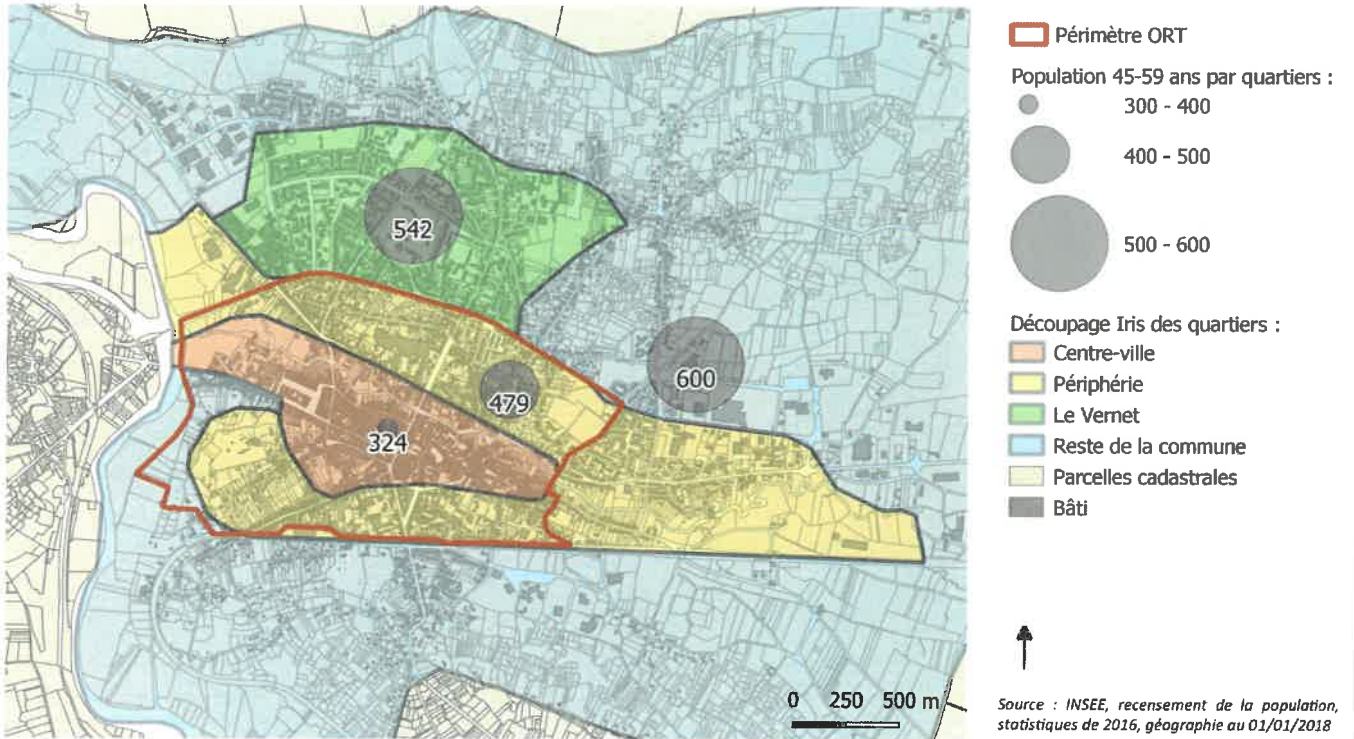 542
600
479
324
0 250 500 m
Périmètre ORT
Population 45-59 ans par quartiers :
300 - 400
400 - 500
500 - 600
Découpage Iris des quartiers :
Centre-ville
Périphérie
Le Vernet
Reste de la commune
Parcelles cadastrales
Bâti
Source : INSEE, recensement de la population,
statistiques de 2016, géographie au 01/01/2018